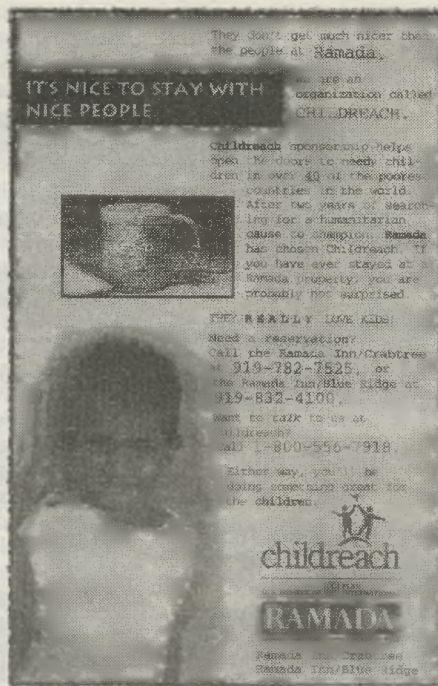 They don't get much nicer than
the people at Ramada.
IT'S NICE TO STAY WITH
NICE PEOPLE
are an
organization called
CHILDREACH.
Childreach sponsorship helps
open the doors to needy chil-
dren in over 40 of the poores
countries in the world.
After two years of search-
ing for a humanitarian
cause to champion, Ramada
has chosen Childreach. If
you have ever stayed at a
Ramada property, you are
probably not surprised.
THEY REALLY LOVE KIDS!
Need a reservation?
Call the Ramada Inn/Crabtree
at 919-782-7525, or
the Ramada Inn/Blue Ridge at
919-832-4100.
Want to talk to us at
Childreach?
Call 1-800-556-7918.
Either way, you'll be
doing something great for
the children.
childreach
RAMADA
Ramada Inn/Crabtree
Ramada Inn/Blue Ridge